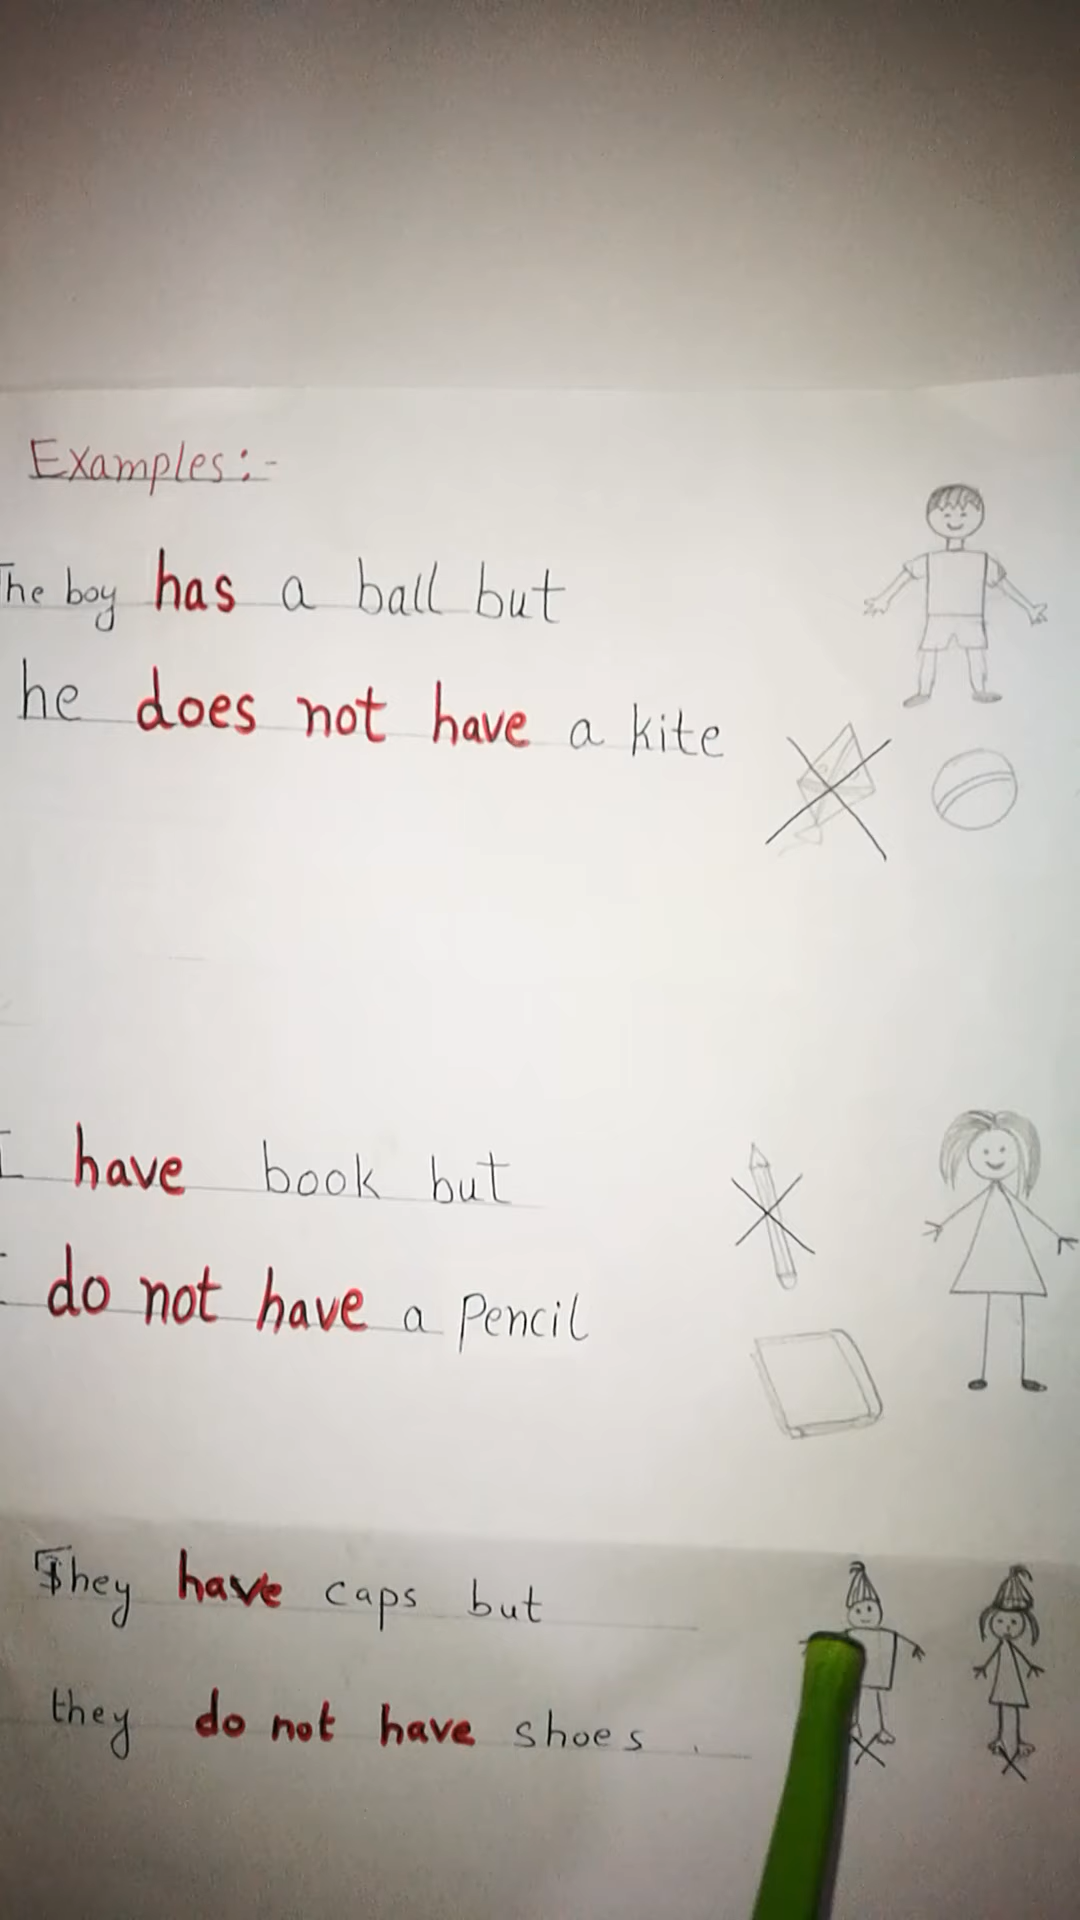 Examples:-
The boy has a ball but
he does not have a kite
I have book but
I do not have a pencil
They have caps but
they do not have shoes .